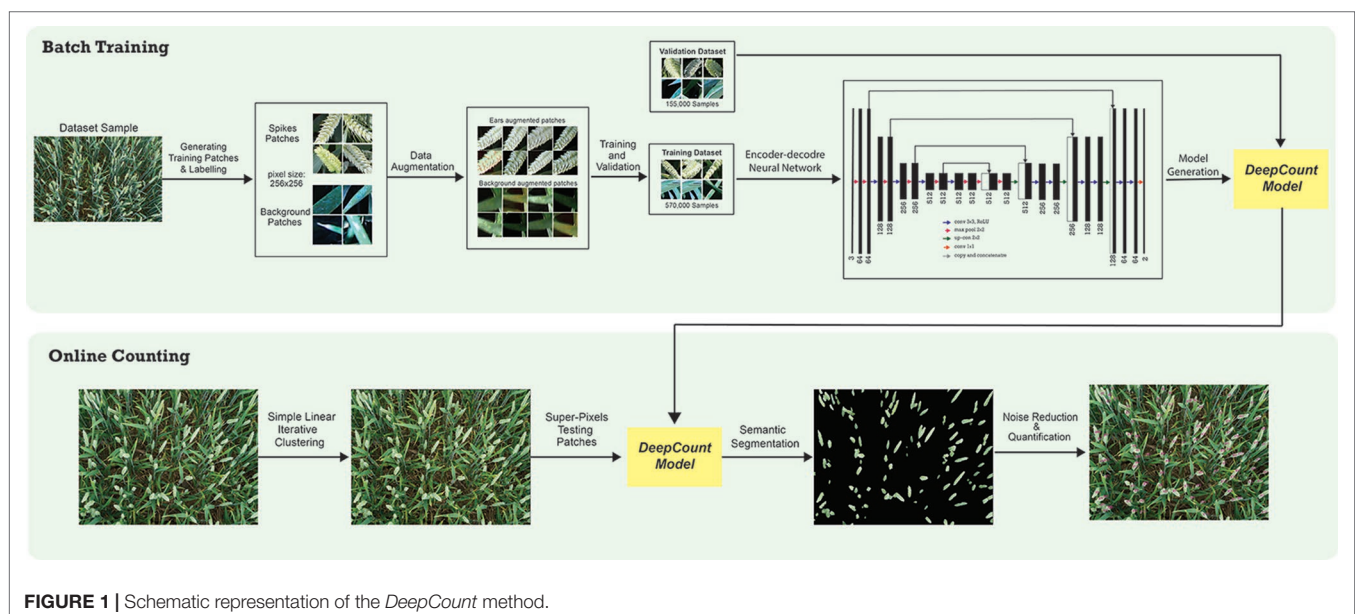 Batch Training
Dataset Sample
Generating
Training Patches
& Labelling
Spikes
Patches
pixel size:
256x256
Background
Patches
Data
Augmentation
Ears augmented patches
Background augmented patches
Training
and
Validation
Validation Dataset
155,000 Samples
Training Dataset
570,000 Samples
Encoder-decodre
Neural Network
3
64
64
128
128
256
256
512
512
512
512
512
512
512
256
256
256
128
128
128
64
64
2
conv 3x3, ReLU
max pool 2x2
up-con 2x2
conv 1x1
copy and concatenate
Model
Generation
DeepCount
Model
Online Counting
Simple Linear
Iterative
Clustering
Super-Pixels
Testing
Patches
DeepCount
Model
Semantic
Segmentation
Noise Reduction
&
Quantification
FIGURE 1 | Schematic representation of the DeepCount method.